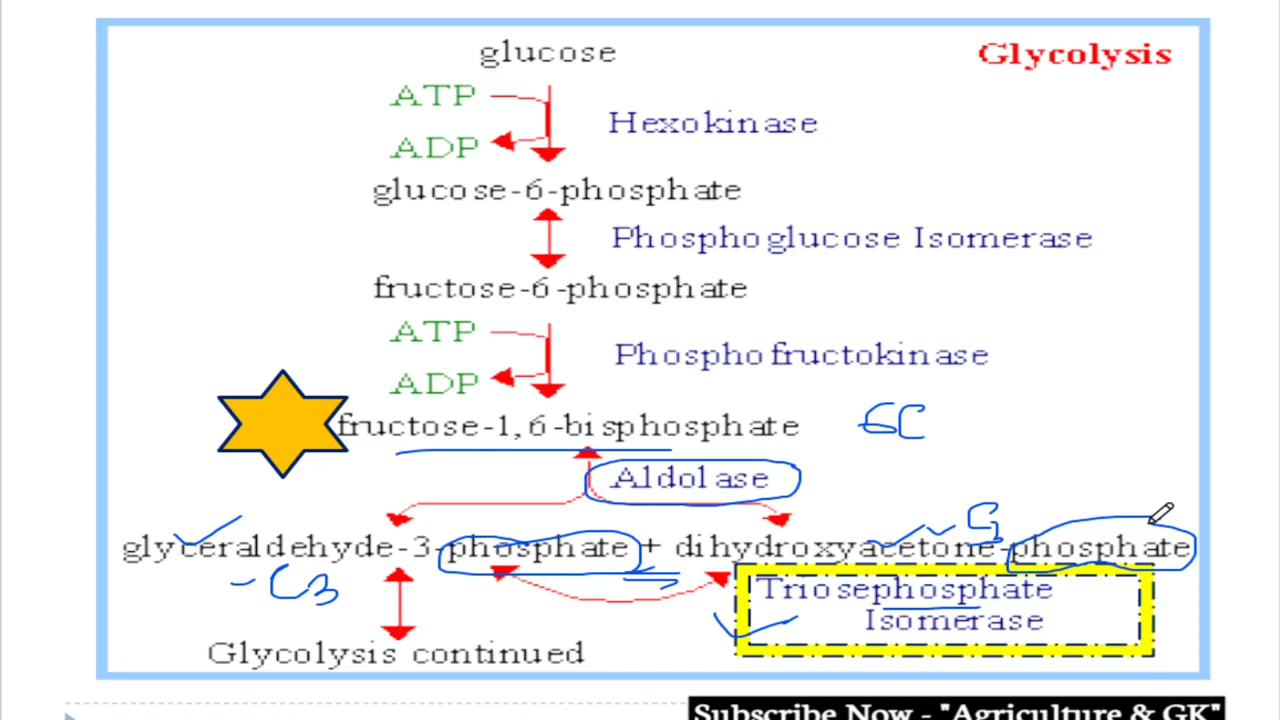 glucose
Glycolysis
ATP
Hexokinase
ADP
glucose-6-phosphate
Phosphoglucose Isomerase
fructose-6-phosphate
ATP
Phosphofructokinase
ADP
fructose-1,6-bisphosphate
6C
Aldolase
C3
glyceraldehyde-3-phosphate + dihydroxyacetone-phosphate
- C3
Triosephosphate
Isomerase
Glycolysis continued
Subscribe Now - "Agriculture & GK"